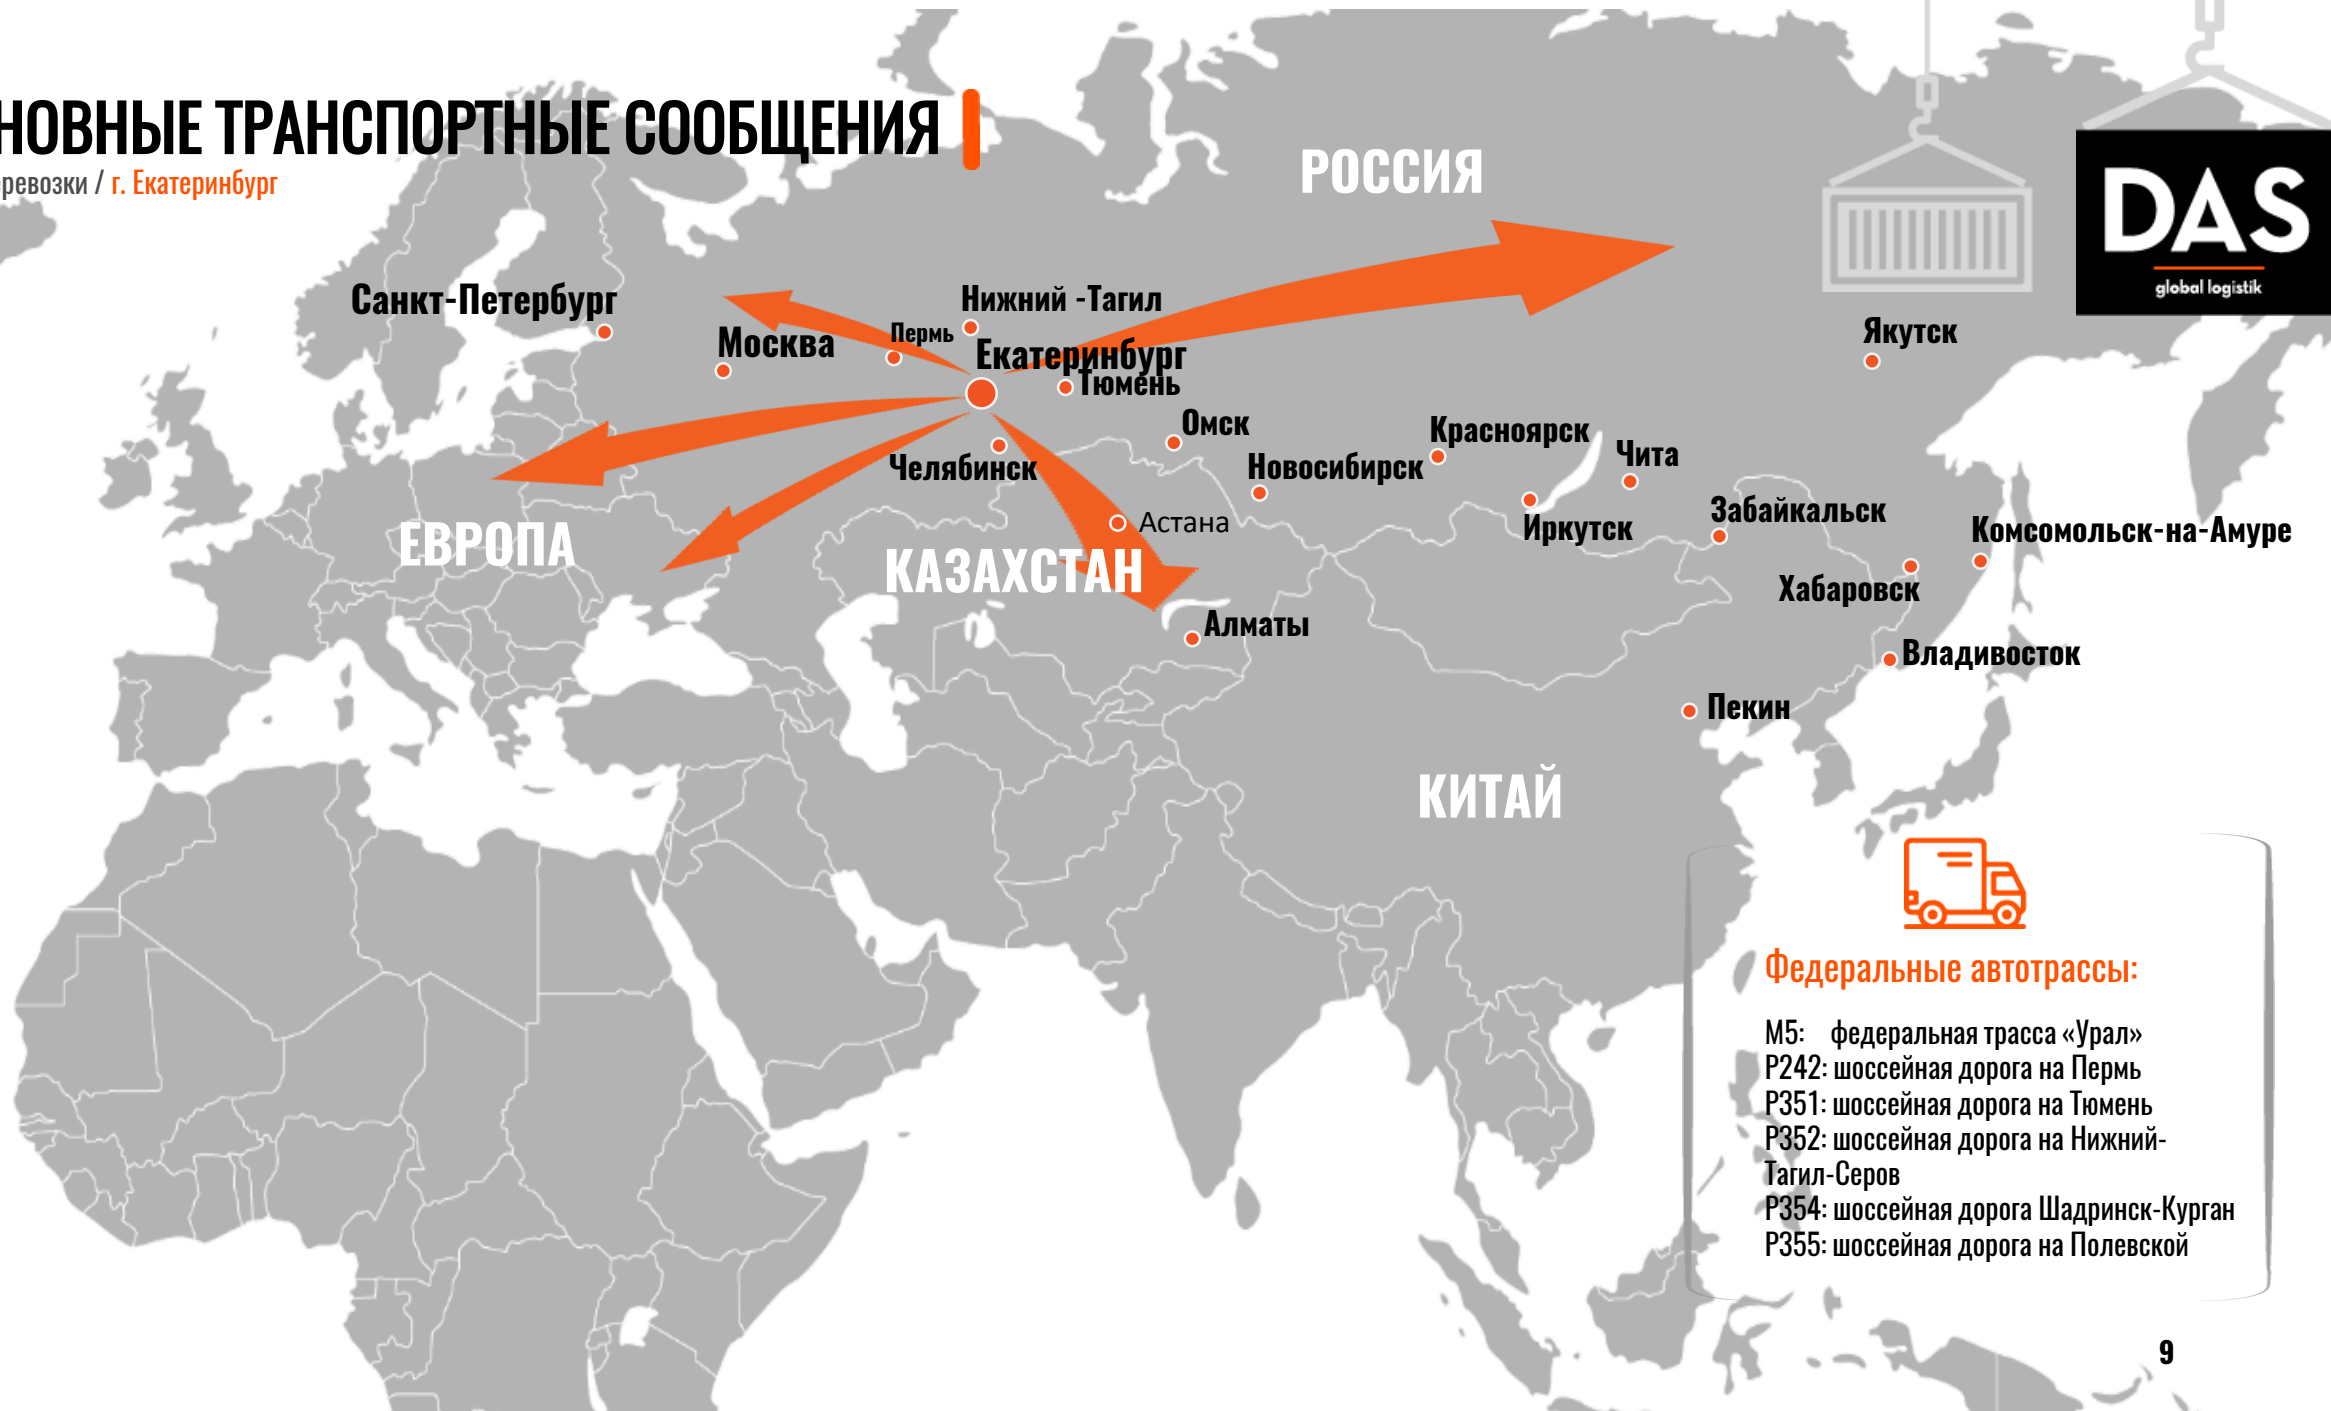 НОВНЫЕ ТРАНСПОРТНЫЕ СООБЩЕНИЯ
ревозки / г. Екатеринбург
РОССИЯ
DAS
global logistik
Санкт-Петербург
Нижний -Тагил
Пермь
Москва
Екатеринбург
Тюмень
Якутск
Омск
Красноярск
Чита
Челябинск
Новосибирск
Забайкальск
Астана
Иркутск
Комсомольск-на-Амуре
ЕВРОПА
КАЗАХСТАН
Хабаровск
Алматы
Владивосток
Пекин
КИТАЙ
Федеральные автотрассы:
М5: федеральная трасса «Урал»
Р242: шоссейная дорога на Пермь
Р351: шоссейная дорога на Тюмень
Р352: шоссейная дорога на Нижний-
Тагил-Серов
Р354: шоссейная дорога Шадринск-Курган
Р355: шоссейная дорога на Полевской
9